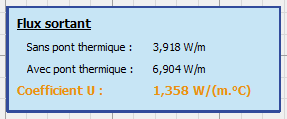 Flux sortant
Sans pont thermique : 3,918 W/m
Avec pont thermique : 6,904 W/m
Coefficient U : 1,358 W/(m.°C)